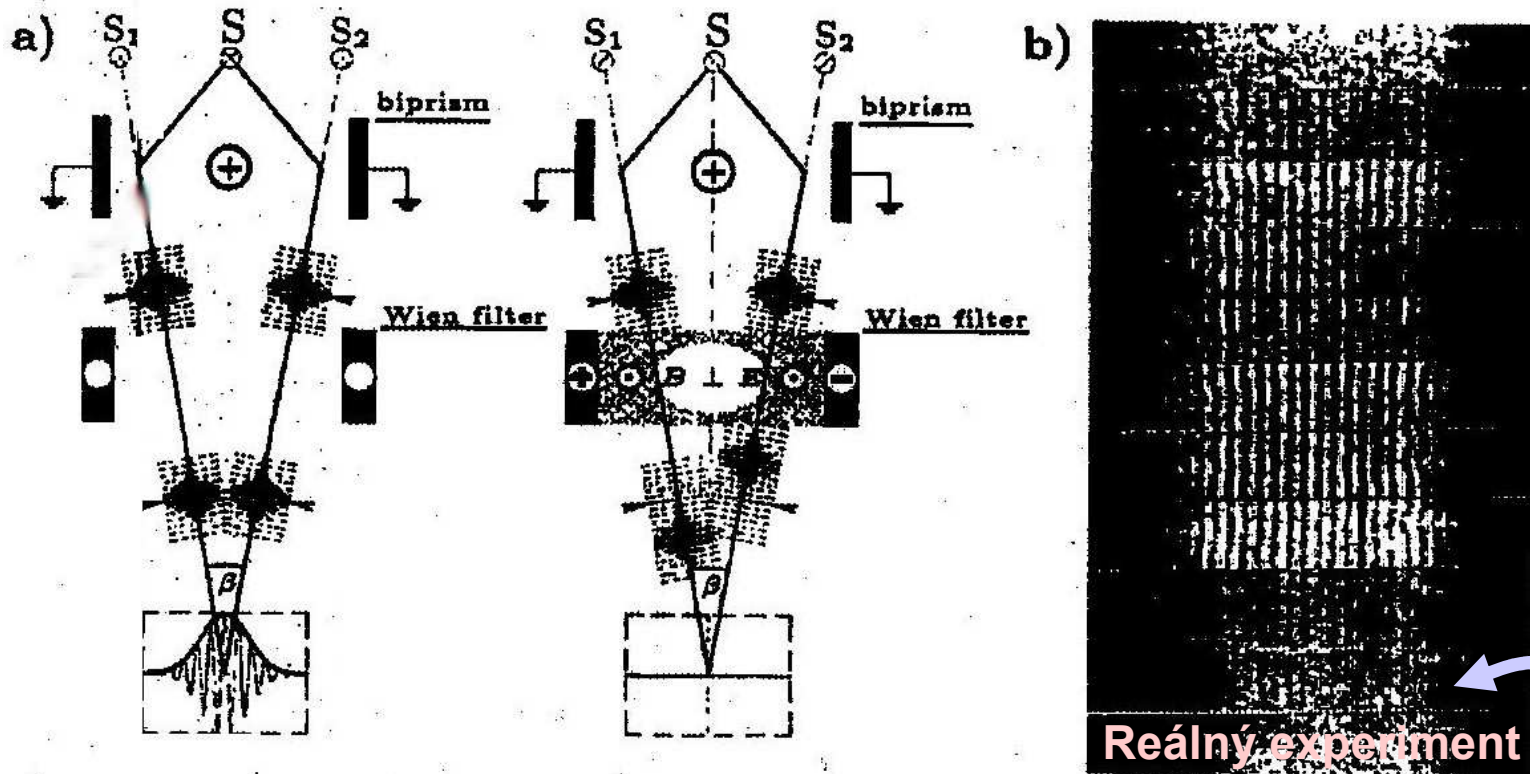 a)
S₁ S S₂
biprism
+
Wien filter
β
S₁ S S₂
biprism
+
Wien filter
+ B ⊥ E −
β
b)
Reálný experiment